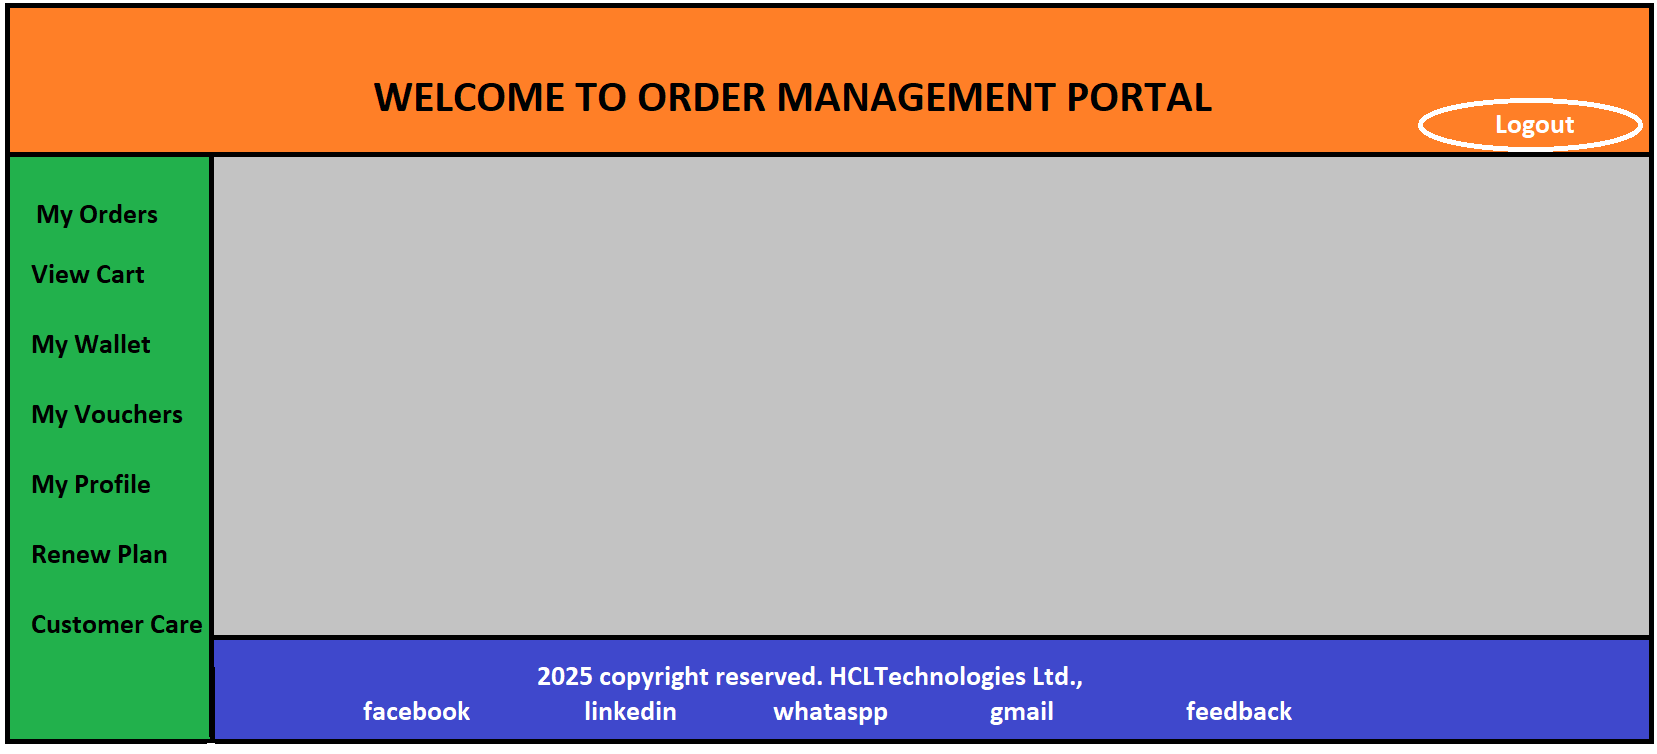 WELCOME TO ORDER MANAGEMENT PORTAL
Logout
My Orders
View Cart
My Wallet
My Vouchers
My Profile
Renew Plan
Customer Care
2025 copyright reserved. HCLTechnologies Ltd.,
facebook linkedin whataspp gmail feedback